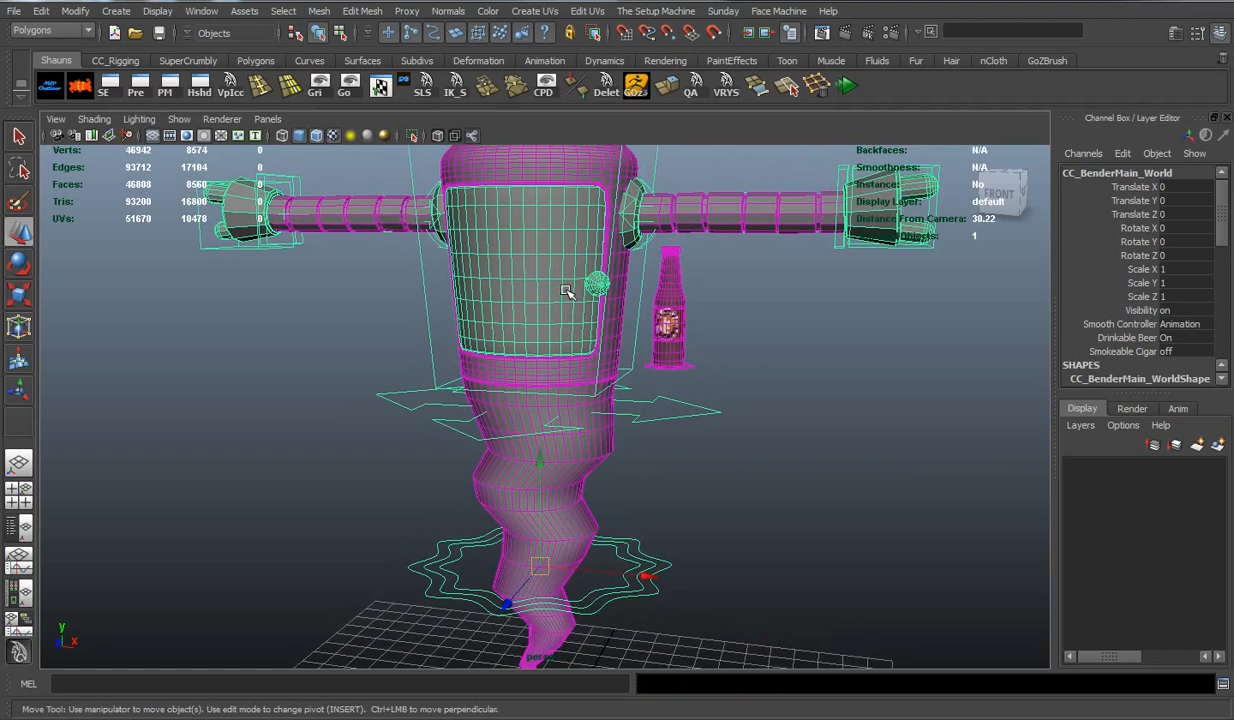 File Edit Modify Create Display Window Assets Select Mesh Edit Mesh Proxy Normals Color Create UVs Edit UVs The Setup Machine Sunday Face Machine Help
Polygons Objects
Shauns CC_Rigging SuperCrumbly Polygons Curves Surfaces Subdivs Deformation Animation Rendering PaintEffects Toon Muscle Fluids Fur Hair nCloth GoZBrush
SE Pre PM Hshd VpIcc Gri Go SLS IK_S CPD Delet GOZ QA VRYS
Channel Box / Layer Editor
View Shading Lighting Show Renderer Panels
Channels Edit Object Show
Verts: 46942 8574 0
Edges: 93712 17104 0
Faces: 46808 8560 0
Tris: 93200 16800 0
UVs: 51670 10478 0
Backfaces: N/A
Smoothness: N/A
Instance: No
Display Layer: default
Distance From Camera: 30.22
1
FRONT
CC_BenderMain_World
Translate X 0
Translate Y 0
Translate Z 0
Rotate X 0
Rotate Y 0
Rotate Z 0
Scale X 1
Scale Y 1
Scale Z 1
Visibility on
Smooth Controller Animation
Drinkable Beer On
Smokeable Cigar off
SHAPES
CC_BenderMain_WorldShape
Display Render Anim
Layers Options Help
y
x
MEL
Move Tool: Use manipulator to move object(s). Use edit mode to change pivot (INSERT). Ctrl+LMB to move perpendicular.